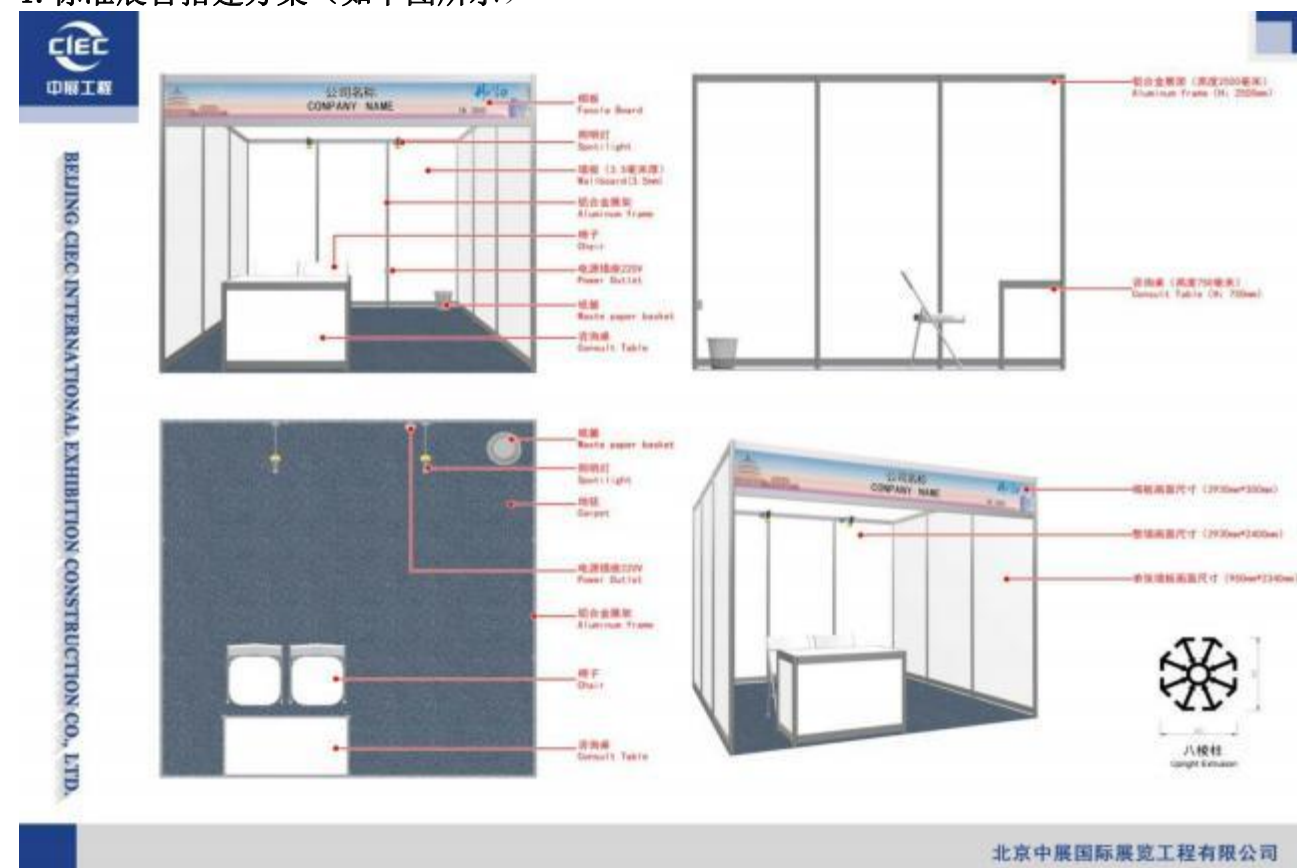 1.标准展台搭建方案（如下图所示）
CIEC
中展工程
BEIJING CIEC INTERNATIONAL EXHIBITION CONSTRUCTION CO., LTD.
公司名称
CONPANY NAME
楣板
Fascia Board
照明灯
Spotilight
墙板（3.5毫米厚）
Wallboard(3.5mm)
铝合金展架
Aluminum frame
椅子
Chair
电源插座220V
Power Outlet
纸篓
Waste paper basket
咨询桌
Consult Table
铝合金展架（高度2500毫米）
Aluminum frame (H: 2500mm)
咨询桌（高度750毫米）
Consult Table (H: 750mm)
纸篓
Waste paper basket
照明灯
Spotilight
地毯
Carpet
电源插座220V
Power Outlet
铝合金展架
Aluminum frame
椅子
Chair
咨询桌
Consult Table
公司名称
CONPANY NAME
楣板画面尺寸（2930mm*300mm）
整墙画面尺寸（2930mm*2400mm）
单张墙板画面尺寸（950mm*2340mm）
八棱柱
Upright Extrusion
北京中展国际展览工程有限公司